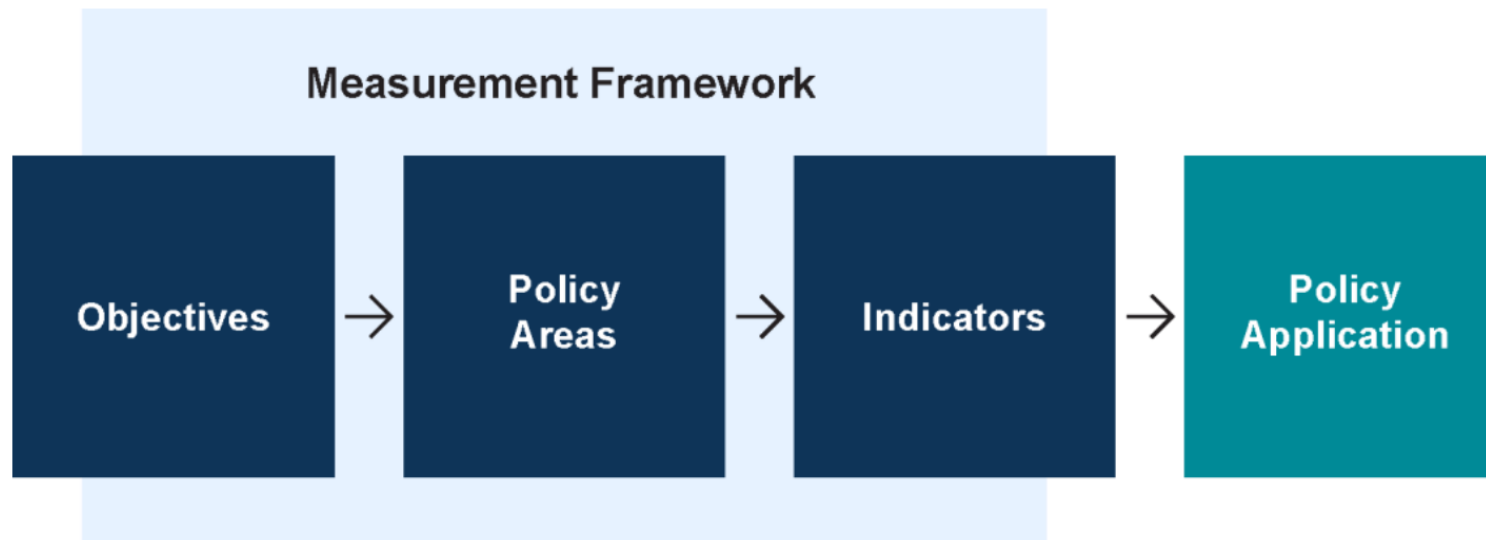 Measurement Framework
Objectives
Policy
Areas
Indicators
Policy
Application